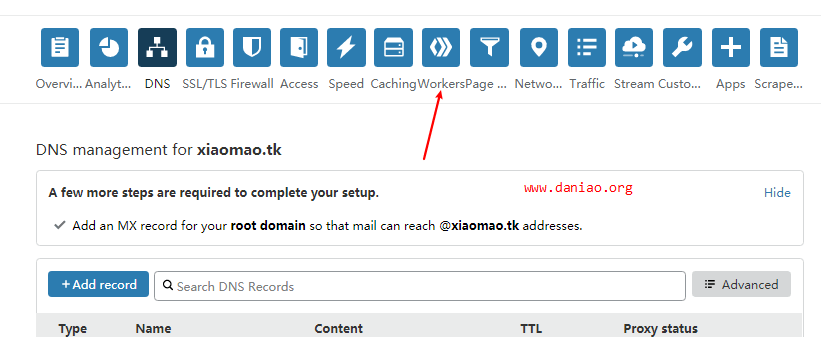 Overvi... Analyt... DNS SSL/TLS Firewall Access Speed Caching Workers Page ... Netwo... Traffic Stream Custo... Apps Scrape...
DNS management for xiaomao.tk
A few more steps are required to complete your setup.
www.daniao.org
Hide
Add an MX record for your root domain so that mail can reach @xiaomao.tk addresses.
+ Add record
Search DNS Records
Advanced
Type Name Content TTL Proxy status